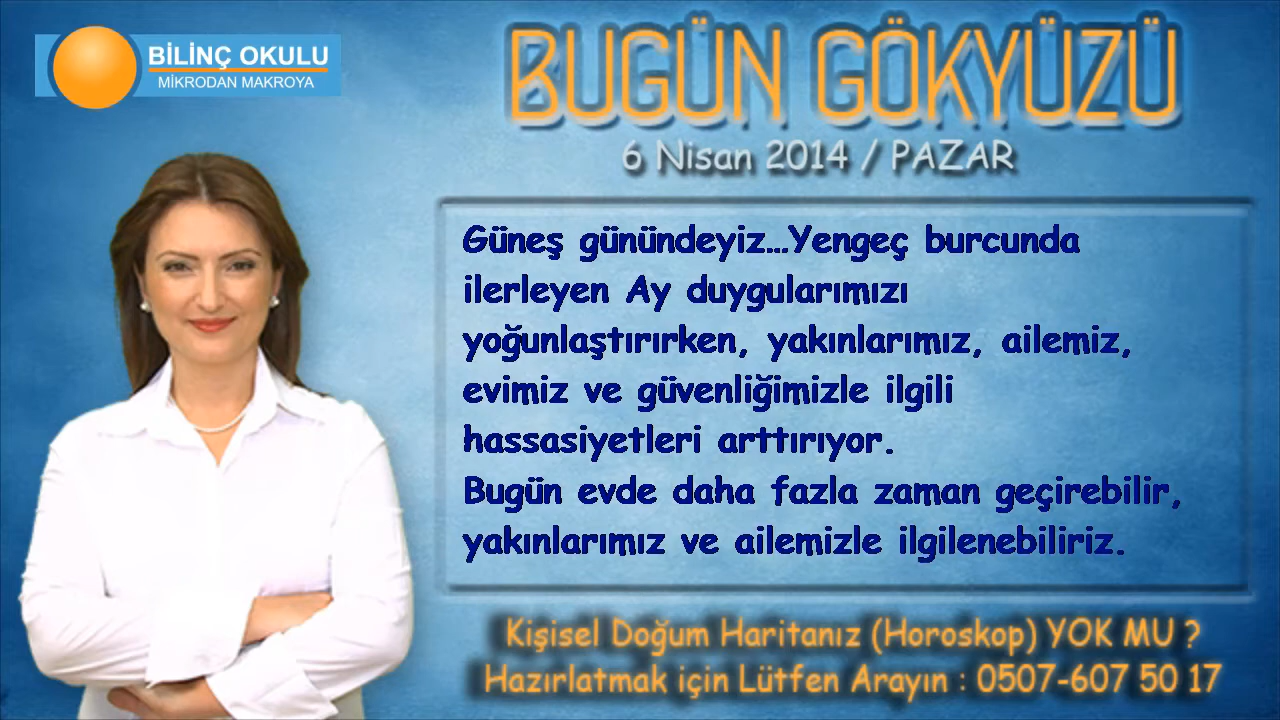 BİLİNÇ OKULU
MİKRODAN MAKROYA
BUGÜN GÖKYÜZÜ
6 Nisan 2014 / PAZAR
Güneş günündeyiz...Yengeç burcunda
ilerleyen Ay duygularımızı
yoğunlaştırırken, yakınlarımız, ailemiz,
evimiz ve güvenliğimizle ilgili
hassasiyetleri arttırıyor.
Bugün evde daha fazla zaman geçirebilir,
yakınlarımız ve ailemizle ilgilenebiliriz.
Kişisel Doğum Haritanız (Horoskop) YOK MU ?
Hazırlatmak için Lütfen Arayın : 0507-607 50 17